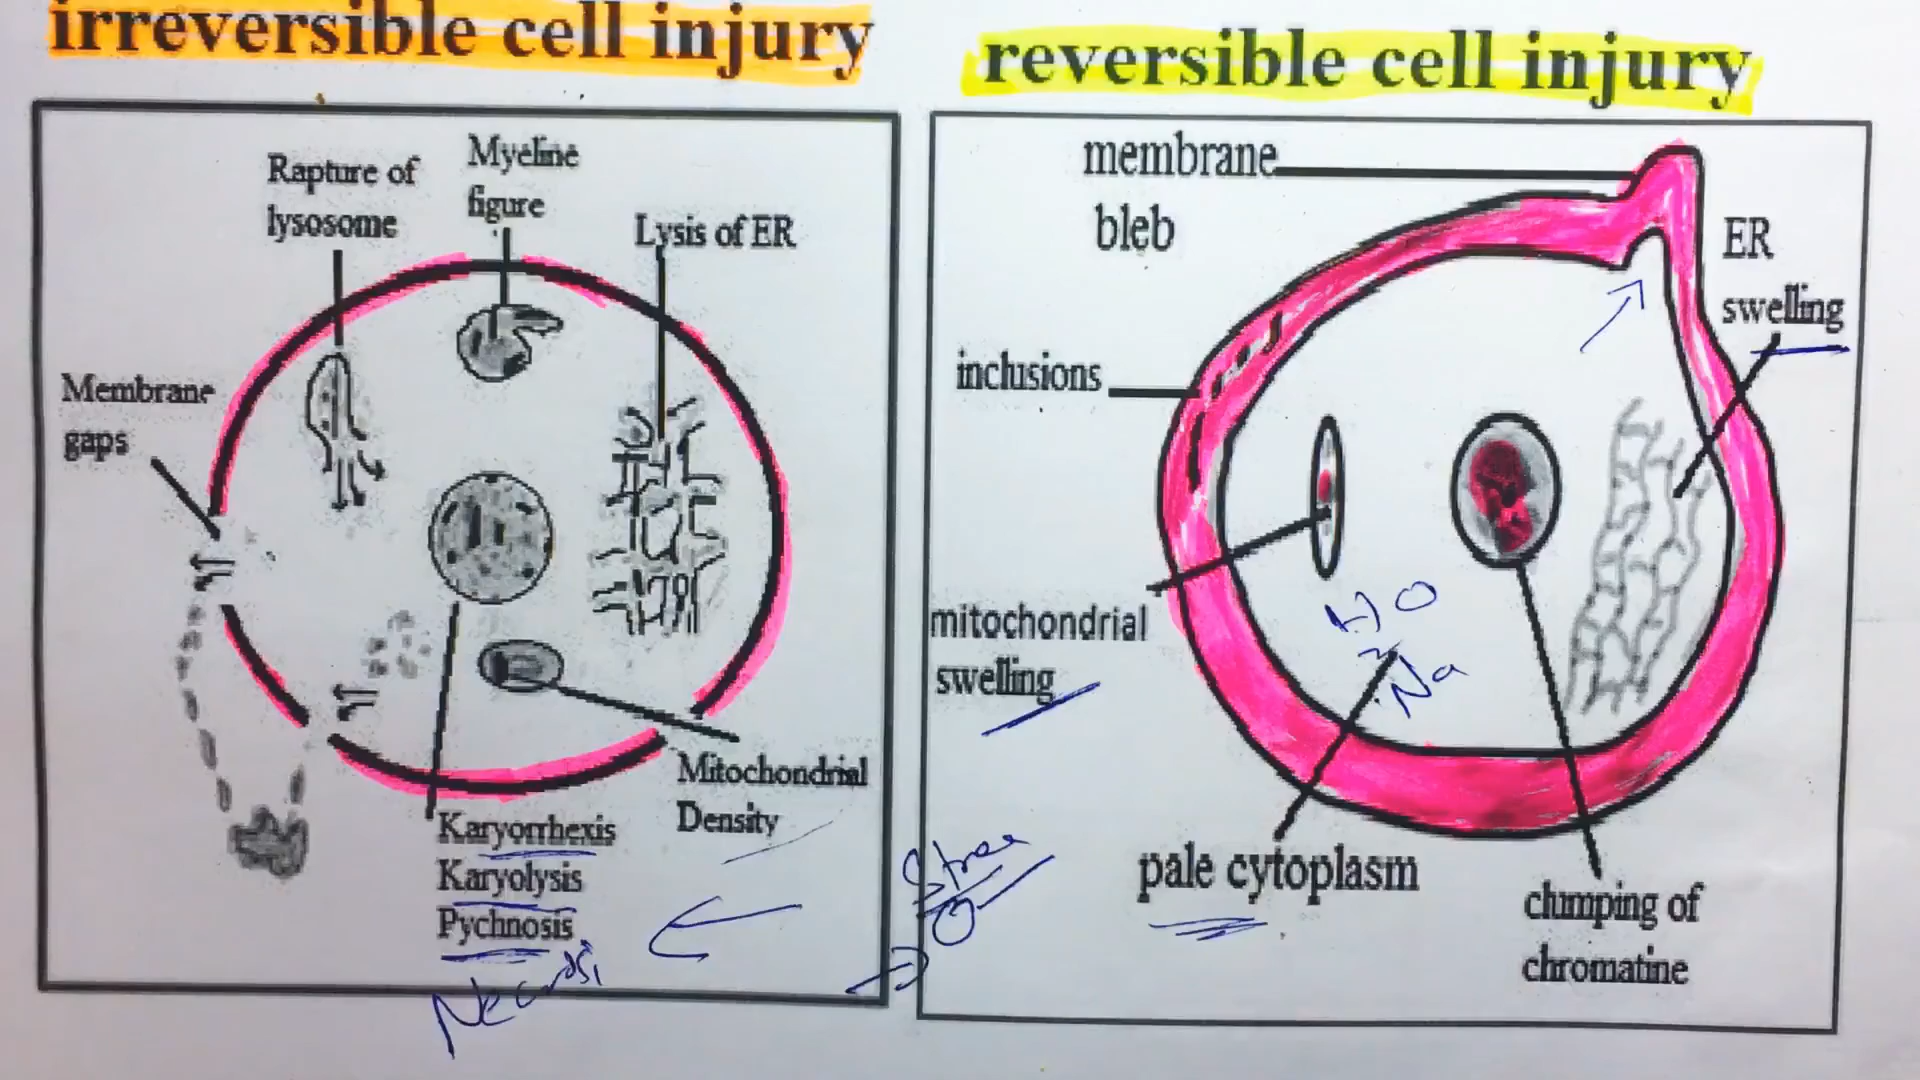 irreversible cell injury
Rapture of
lysosome
Myeline
figure
Lysis of ER
Membrane
gaps
Mitochondrial
Density
Karyorrhexis
Karyolysis
Pychnosis
Necrosi
reversible cell injury
membrane
bleb
ER
swelling
inclusions
mitochondrial
swelling
H2O
Na
pale cytoplasm
clumping of
chromatine